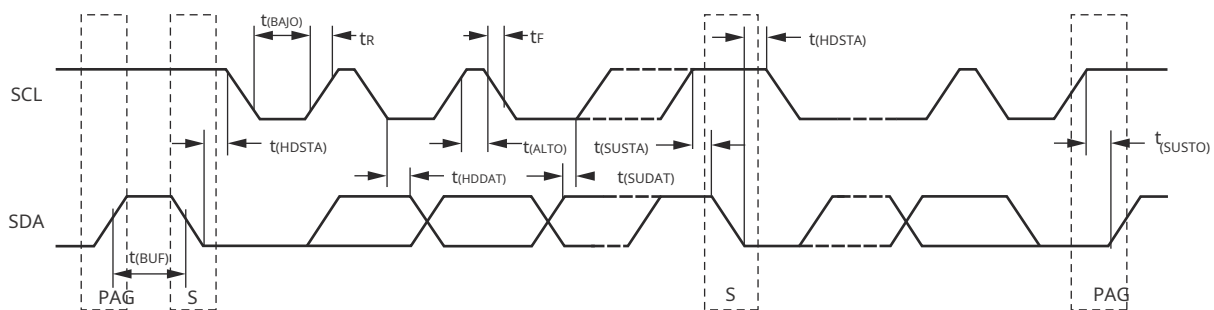 t(BAJO)
tR
tF
t(HDSTA)
SCL
t(HDSTA)
t(ALTO)
t(SUSTA)
t(SUSTO)
t(HDDAT)
t(SUDAT)
SDA
t(BUF)
PAG
S
S
PAG